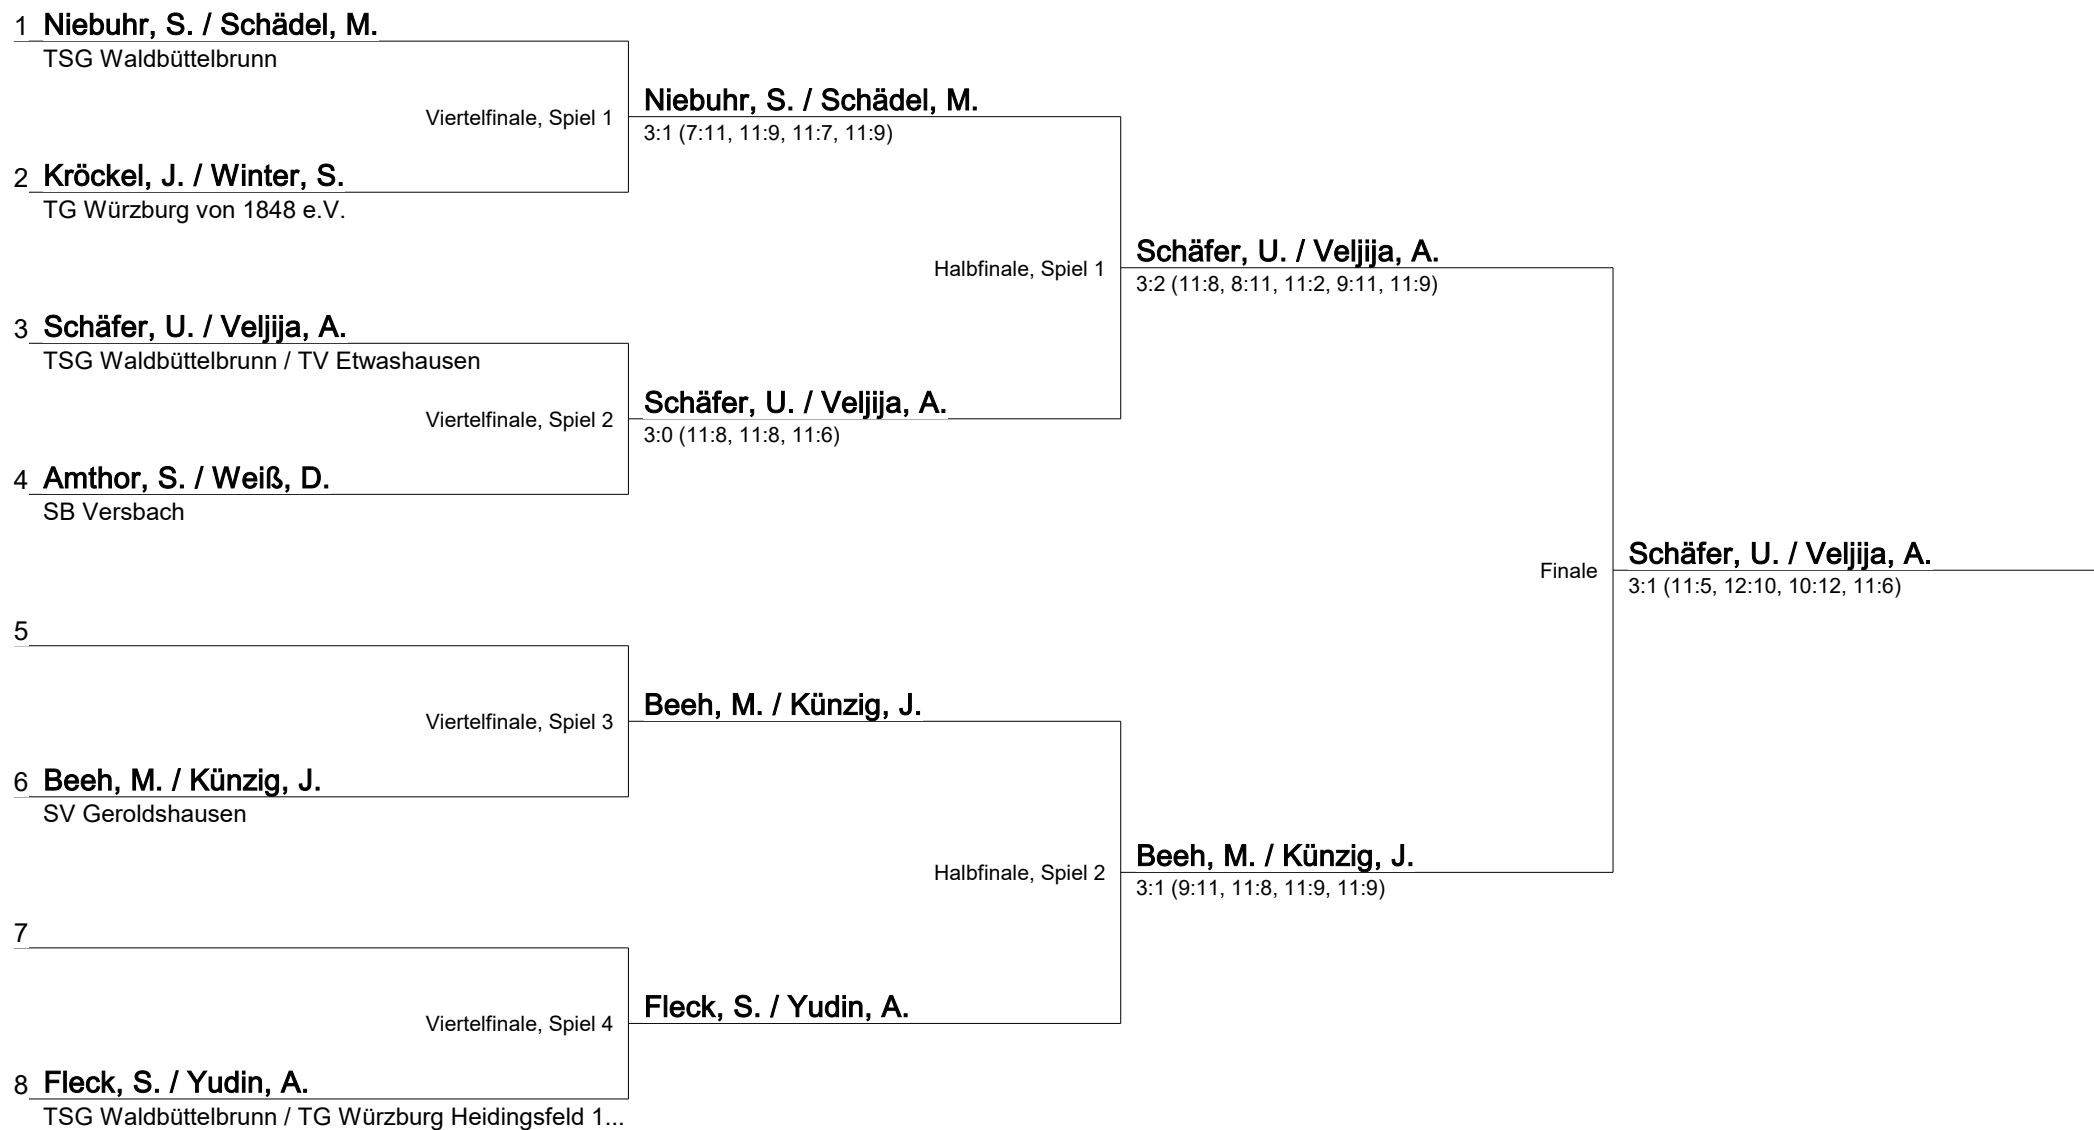 1 Niebuhr, S. / Schädel, M.
TSG Waldbüttelbrunn
Viertelfinale, Spiel 1
Niebuhr, S. / Schädel, M.
3:1 (7:11, 11:9, 11:7, 11:9)
2 Kröckel, J. / Winter, S.
TG Würzburg von 1848 e.V.
Halbfinale, Spiel 1
Schäfer, U. / Veljija, A.
3:2 (11:8, 8:11, 11:2, 9:11, 11:9)
3 Schäfer, U. / Veljija, A.
TSG Waldbüttelbrunn / TV Etwashausen
Viertelfinale, Spiel 2
Schäfer, U. / Veljija, A.
3:0 (11:8, 11:8, 11:6)
4 Amthor, S. / Weiß, D.
SB Versbach
Finale
Schäfer, U. / Veljija, A.
3:1 (11:5, 12:10, 10:12, 11:6)
5
Viertelfinale, Spiel 3
Beeh, M. / Künzig, J.
6 Beeh, M. / Künzig, J.
SV Geroldshausen
Halbfinale, Spiel 2
Beeh, M. / Künzig, J.
3:1 (9:11, 11:8, 11:9, 11:9)
7
Viertelfinale, Spiel 4
Fleck, S. / Yudin, A.
8 Fleck, S. / Yudin, A.
TSG Waldbüttelbrunn / TG Würzburg Heidingsfeld 1...